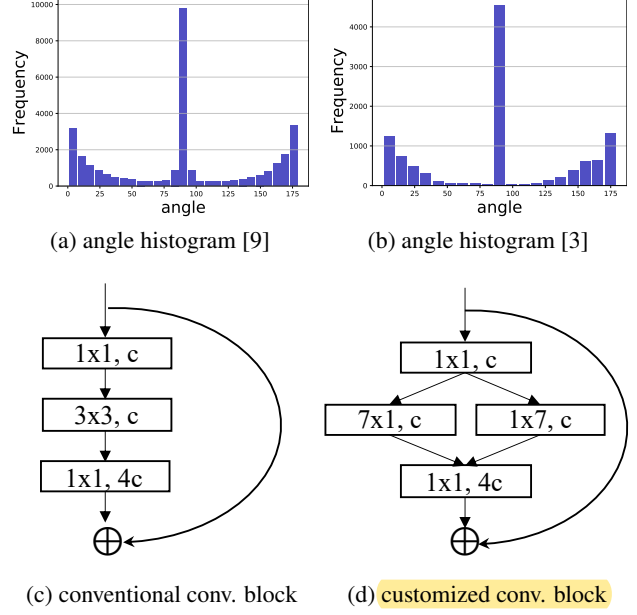 10000
8000
6000
4000
2000
0
Frequency
0 25 50 75 100 125 150 175
angle
(a) angle histogram [9]
4000
3000
2000
1000
0
Frequency
0 25 50 75 100 125 150 175
angle
(b) angle histogram [3]
1x1, c
3x3, c
1x1, 4c
(c) conventional conv. block
1x1, c
7x1, c 1x7, c
1x1, 4c
(d) customized conv. block